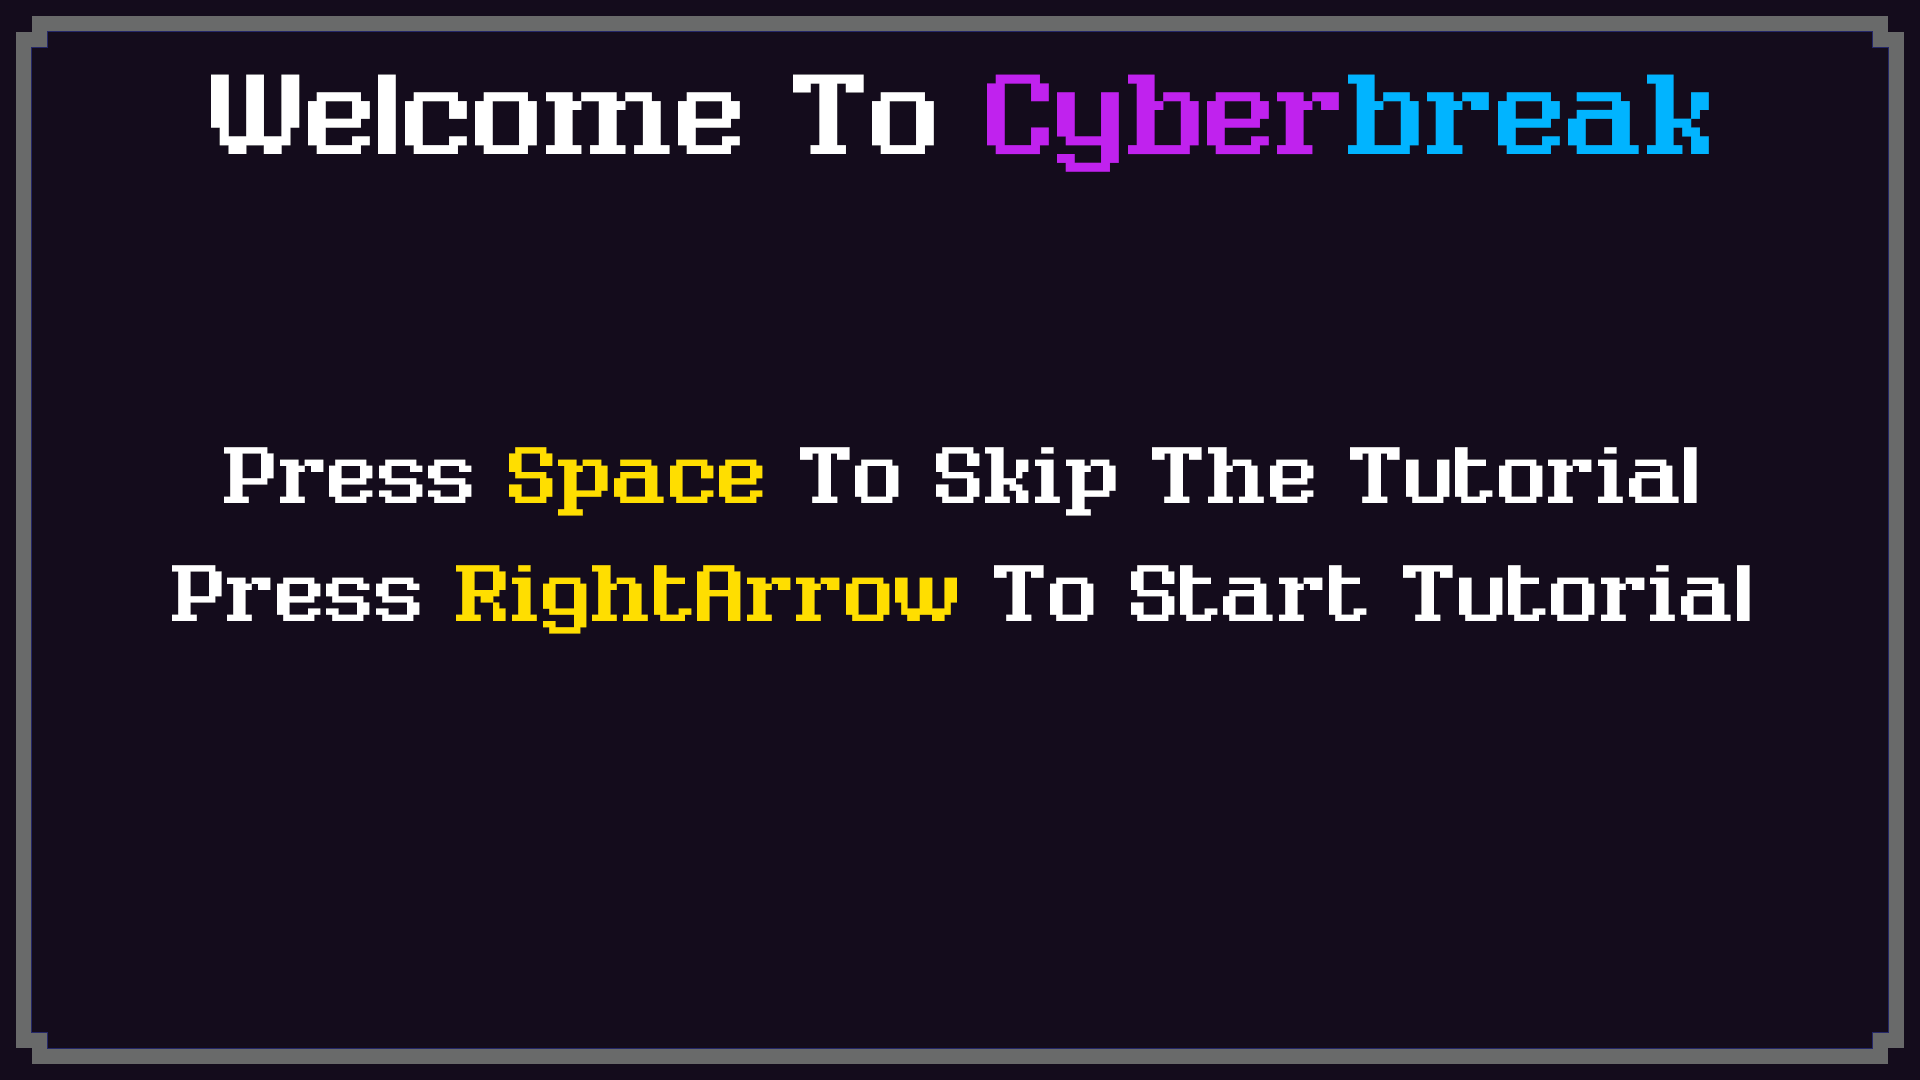 Welcome To Cyberbreak
Press Space To Skip The Tutorial
Press RightArrow To Start Tutorial